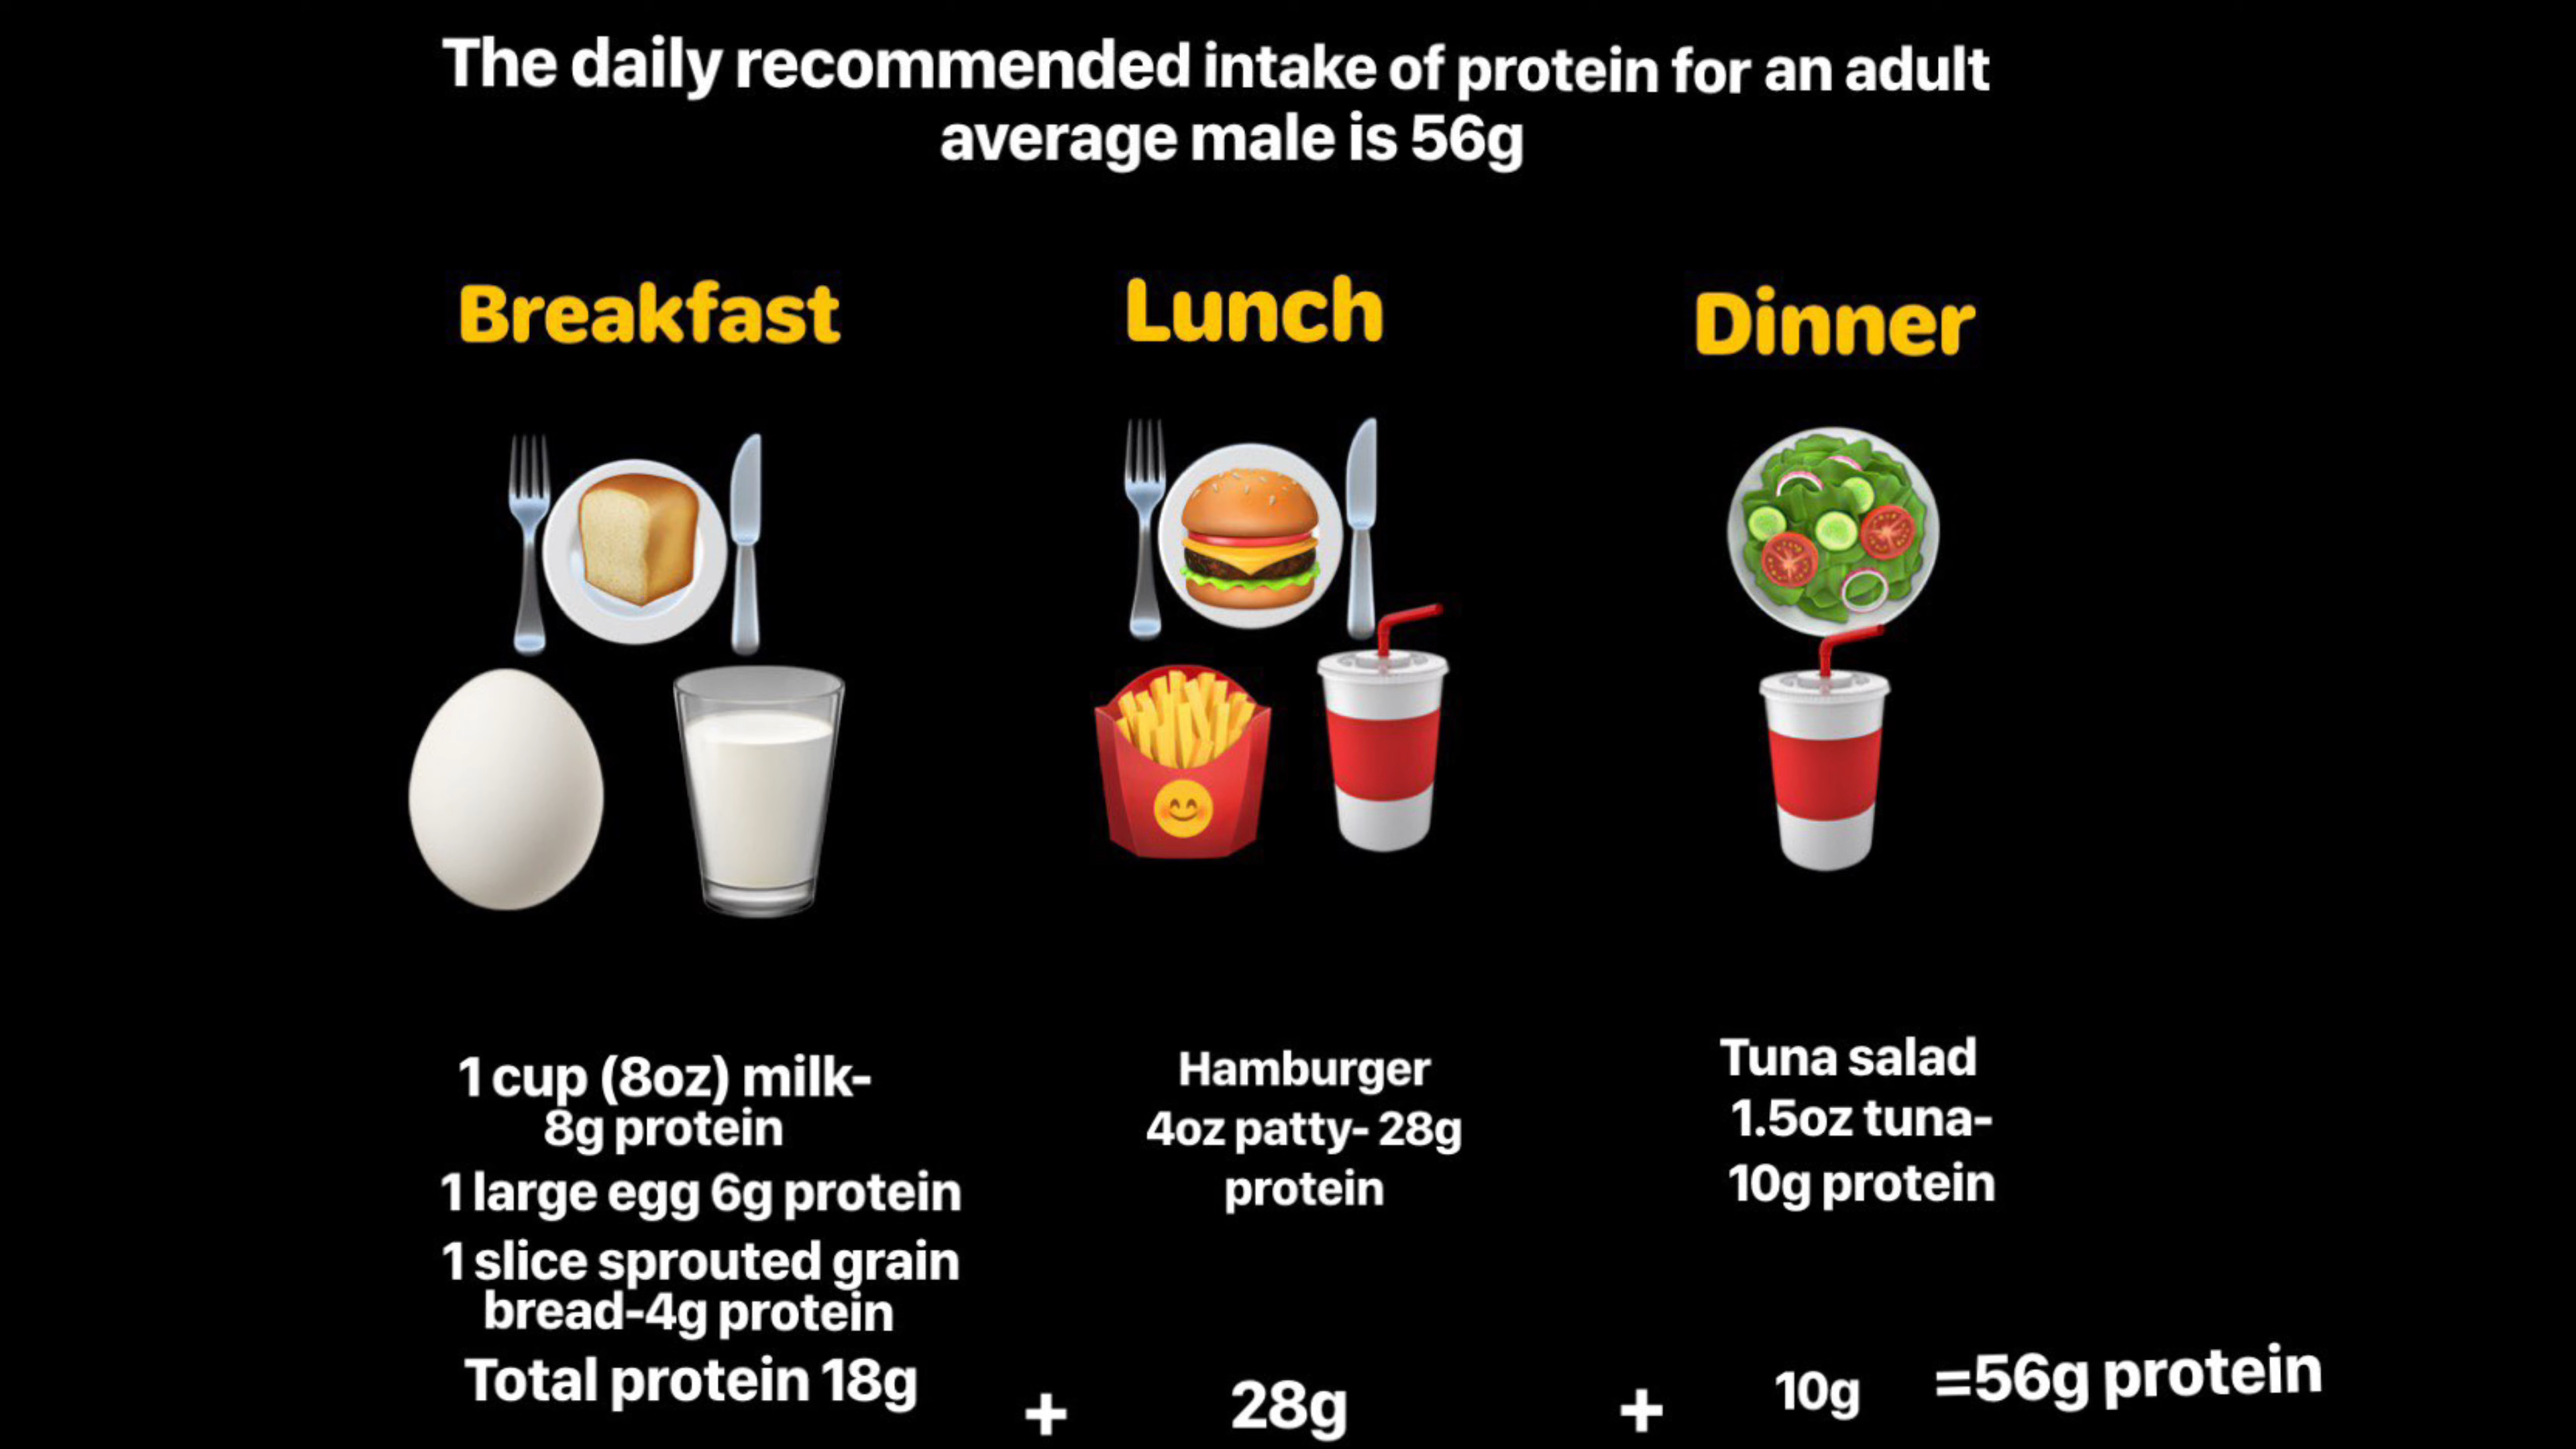 The daily recommended intake of protein for an adult
average male is 56g
Breakfast
Lunch
Dinner
1 cup (8oz) milk-
8g protein
1 large egg 6g protein
1 slice sprouted grain
bread-4g protein
Total protein 18g
+
Hamburger
4oz patty- 28g
protein
28g
+
Tuna salad
1.5oz tuna-
10g protein
10g
=56g protein